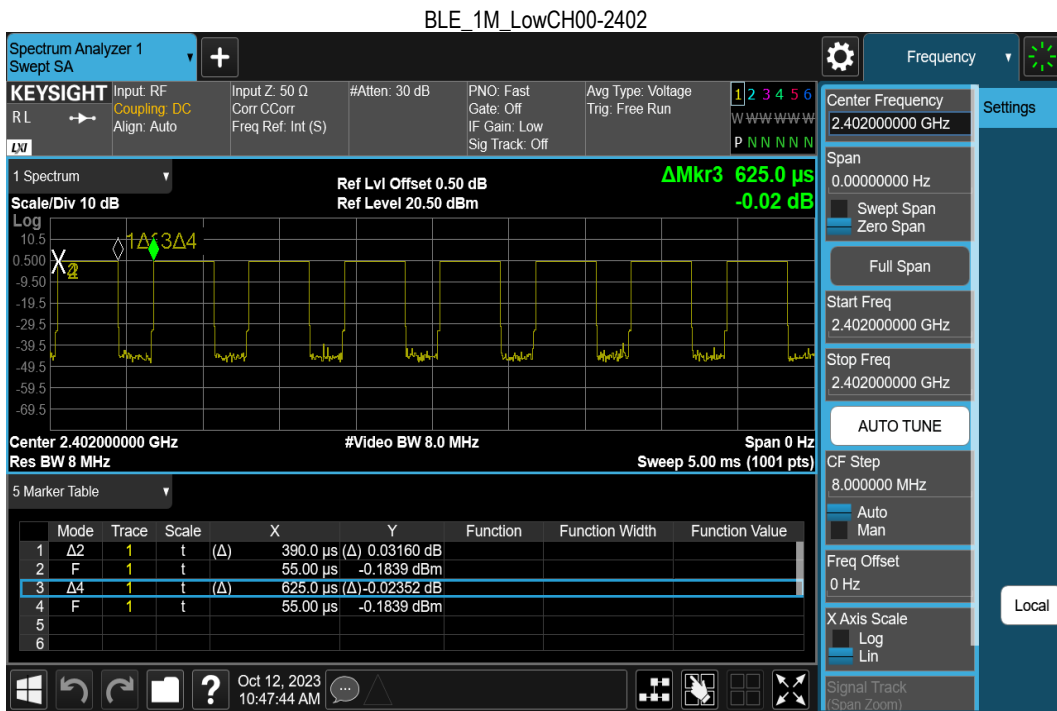 BLE_1M_LowCH00-2402
Spectrum Analyzer 1
Swept SA
Frequency
KEYSIGHT
RL
LXI
Input: RF
Coupling: DC
Align: Auto
Input Z: 50 Ω
Corr CCorr
Freq Ref: Int (S)
#Atten: 30 dB
PNO: Fast
Gate: Off
IF Gain: Low
Sig Track: Off
Avg Type: Voltage
Trig: Free Run
1 2 3 4 5 6
W W W W W W
P N N N N N
1 Spectrum
Scale/Div 10 dB
Ref Lvl Offset 0.50 dB
Ref Level 20.50 dBm
ΔMkr3 625.0 µs
-0.02 dB
Log
10.5
0.500
-9.50
-19.5
-29.5
-39.5
-49.5
-59.5
-69.5
3Δ4
Center 2.402000000 GHz
#Video BW 8.0 MHz
Span 0 Hz
Res BW 8 MHz
Sweep 5.00 ms (1001 pts)
5 Marker Table
Mode Trace Scale X Y Function Function Width Function Value
1 Δ2 1 t (Δ) 390.0 µs (Δ) 0.03160 dB
2 F 1 t 55.00 µs -0.1839 dBm
3 Δ4 1 t (Δ) 625.0 µs (Δ) -0.02352 dB
4 F 1 t 55.00 µs -0.1839 dBm
5
6
Oct 12, 2023
10:47:44 AM
Center Frequency
2.402000000 GHz
Settings
Span
0.00000000 Hz
Swept Span
Zero Span
Full Span
Start Freq
2.402000000 GHz
Stop Freq
2.402000000 GHz
AUTO TUNE
CF Step
8.000000 MHz
Auto
Man
Freq Offset
0 Hz
Local
X Axis Scale
Log
Lin
Signal Track
(Span Zoom)